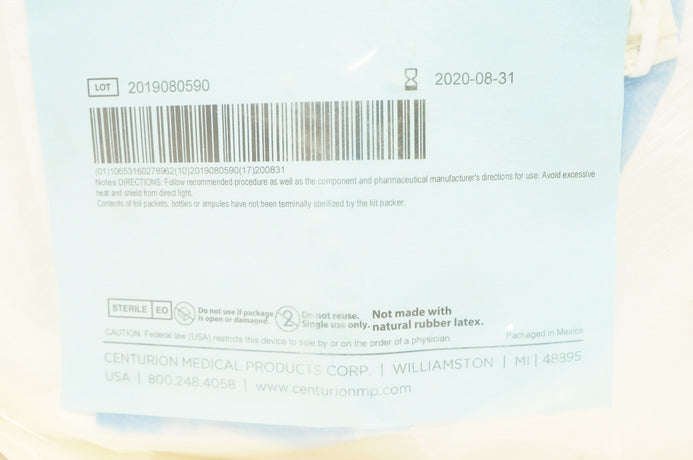 LOT 2019080590 2020-08-31
(01)10653160278962(10)2019080590(17)200831
Notes: DIRECTIONS: Follow recommended procedure as well as the component and pharmaceutical manufacturer's directions for use. Avoid excessive
heat and shield from direct light.
Contents of foil packets, bottles or ampules have not been terminally sterilized by the kit packer.
STERILE EO Do not use if package is open or damaged. 2 Do not reuse. Single use only. Not made with natural rubber latex.
CAUTION: Federal law (USA) restricts this device to sale by or on the order of a physician. Packaged in Mexico
CENTURION MEDICAL PRODUCTS CORP. | WILLIAMSTON | MI | 48895
USA | 800.248.4058 | www.centurionmp.com